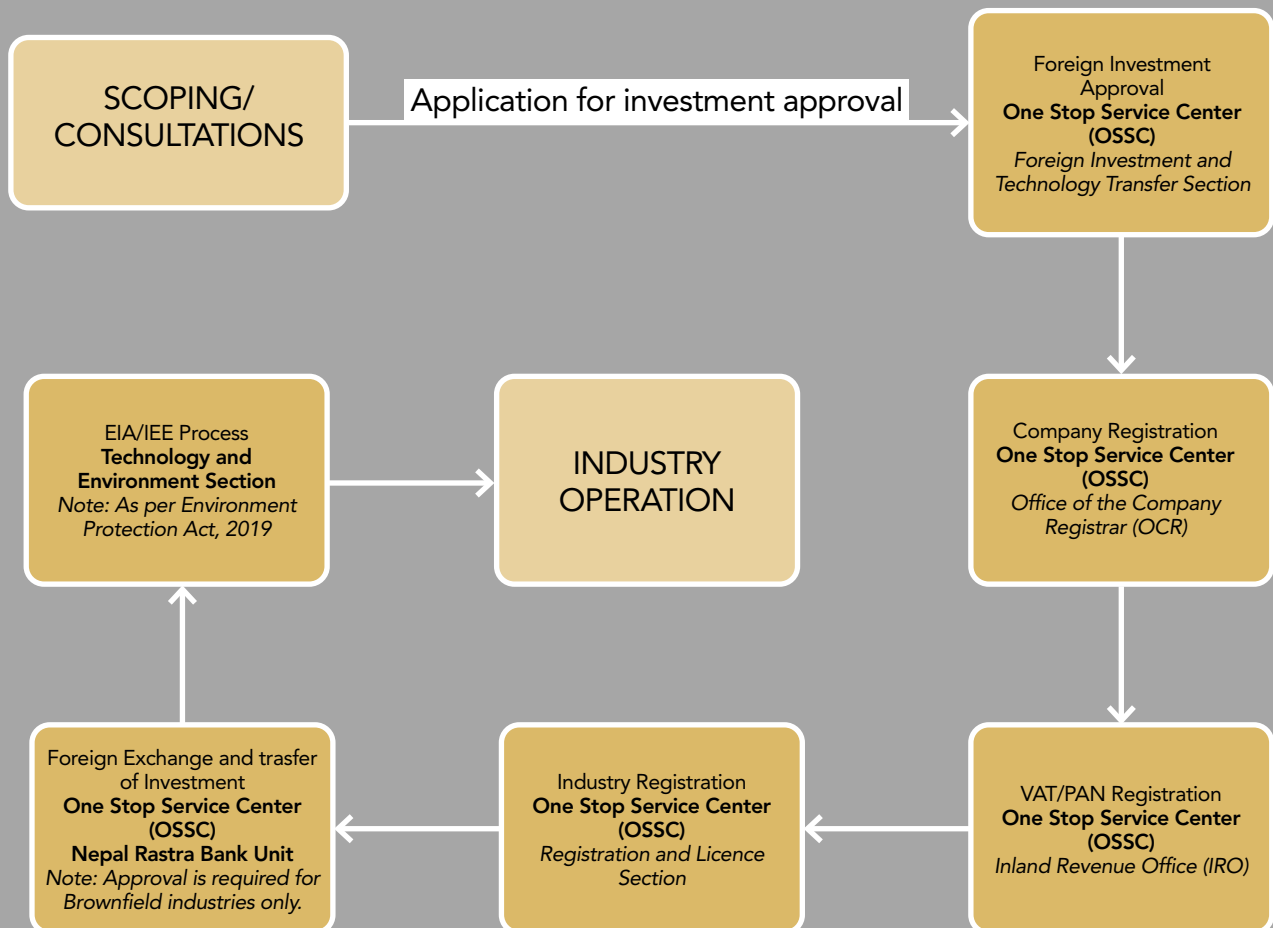 SCOPING/
CONSULTATIONS
Application for investment approval
Foreign Investment
Approval
One Stop Service Center
(OSSC)
Foreign Investment and
Technology Transfer Section
EIA/IEE Process
Technology and
Environment Section
Note: As per Environment
Protection Act, 2019
INDUSTRY
OPERATION
Company Registration
One Stop Service Center
(OSSC)
Office of the Company
Registrar (OCR)
Foreign Exchange and trasfer
of Investment
One Stop Service Center
(OSSC)
Nepal Rastra Bank Unit
Note: Approval is required for
Brownfield industries only.
Industry Registration
One Stop Service Center
(OSSC)
Registration and Licence
Section
VAT/PAN Registration
One Stop Service Center
(OSSC)
Inland Revenue Office (IRO)